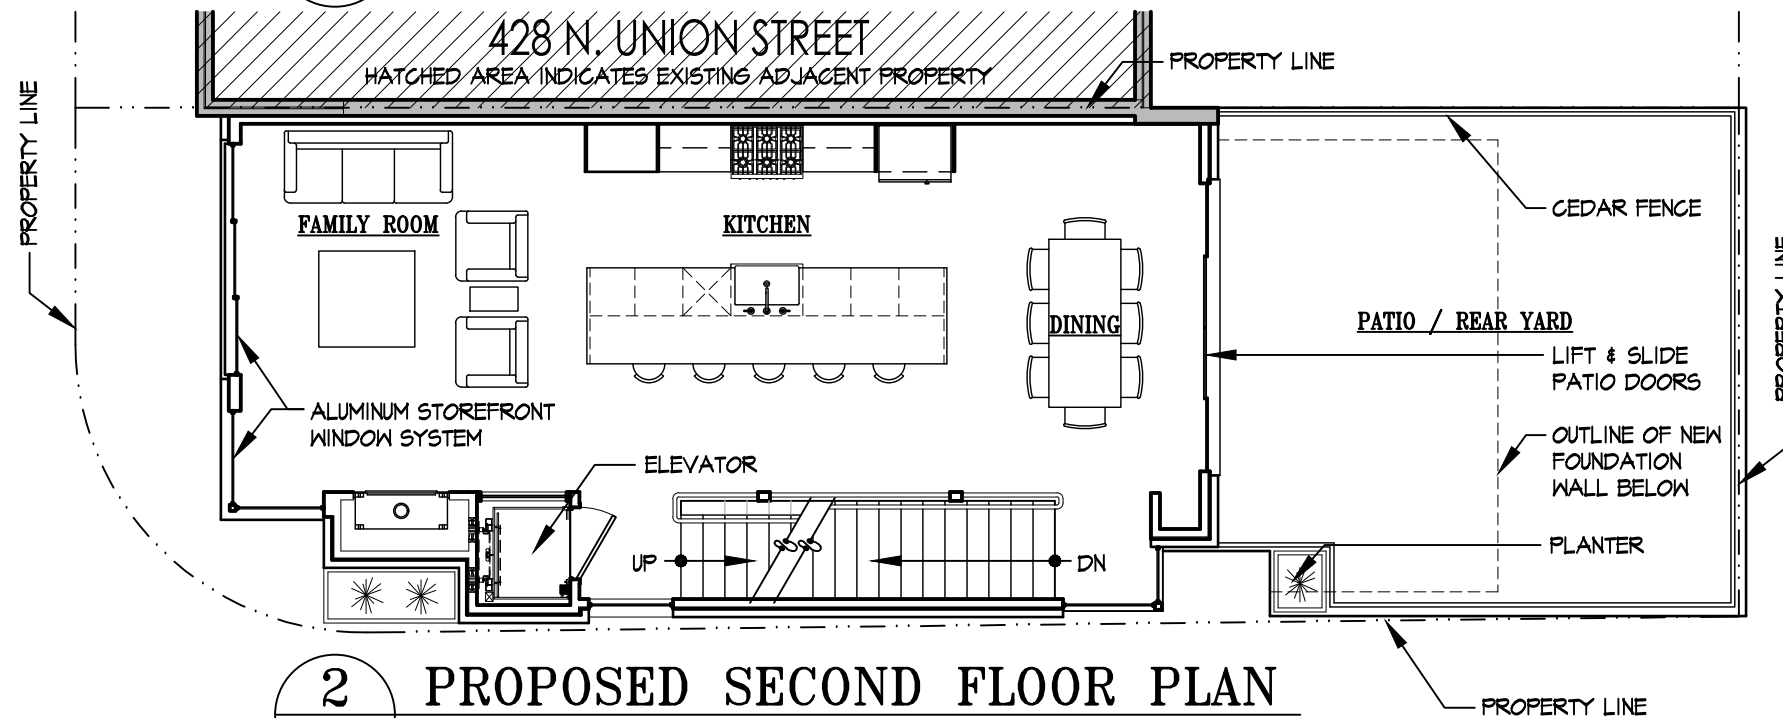 428 N. UNION STREET
HATCHED AREA INDICATES EXISTING ADJACENT PROPERTY
PROPERTY LINE
PROPERTY LINE
CEDAR FENCE
FAMILY ROOM
KITCHEN
DINING
PATIO / REAR YARD
PROPERTY LINE
LIFT & SLIDE
PATIO DOORS
ALUMINUM STOREFRONT
WINDOW SYSTEM
OUTLINE OF NEW
FOUNDATION
WALL BELOW
ELEVATOR
UP
DN
PLANTER
2 PROPOSED SECOND FLOOR PLAN
PROPERTY LINE